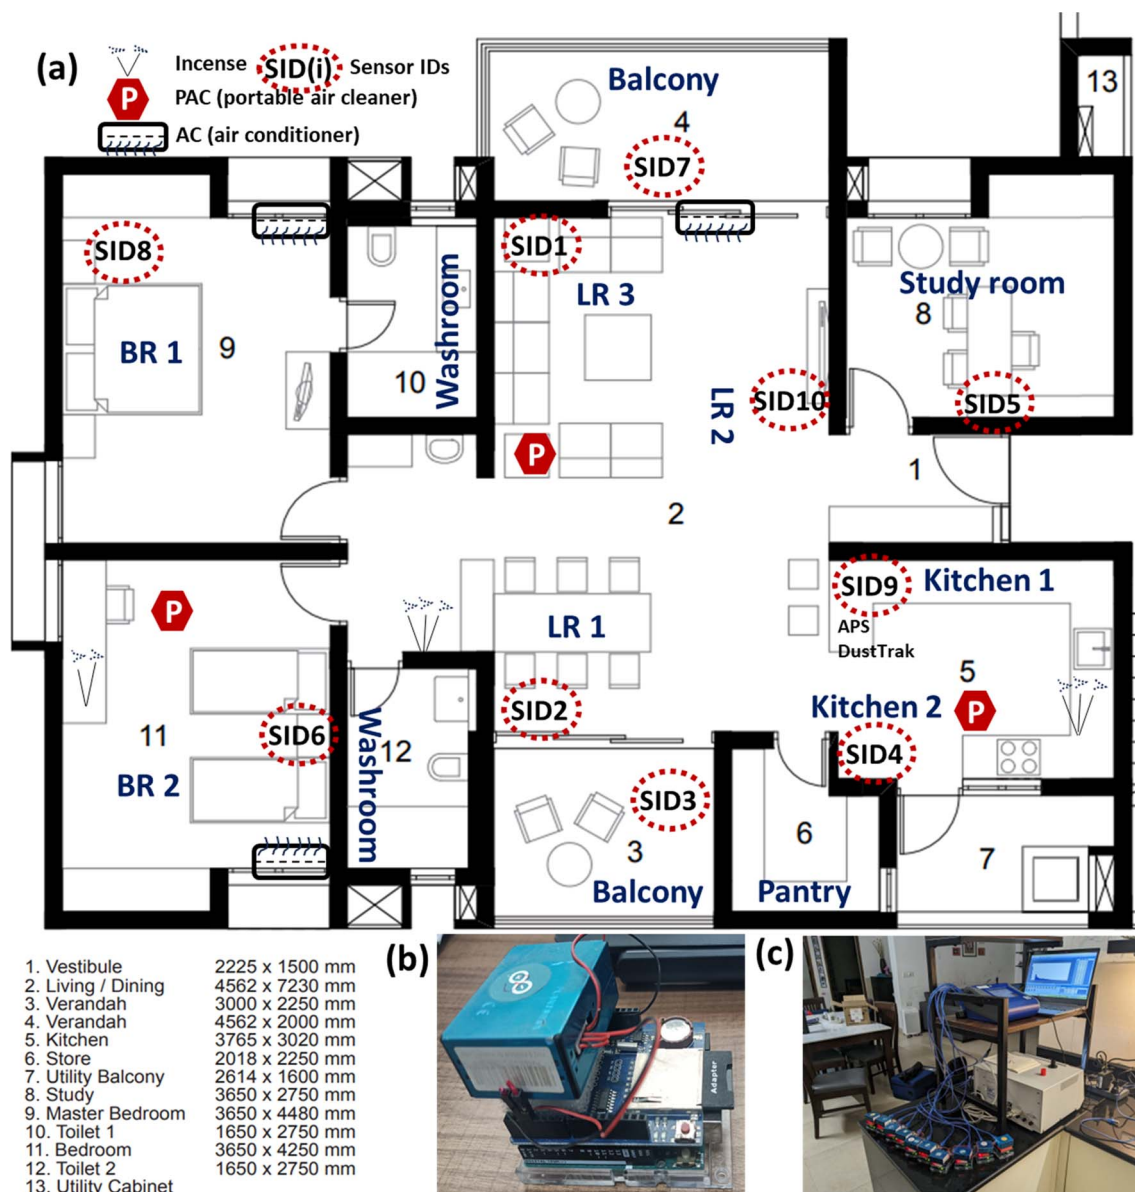 (a)
Incense SID(i) Sensor IDs
P PAC (portable air cleaner)
AC (air conditioner)
Balcony
4
SID7
13
SID8
SID1
LR 3
Washroom
Study room
8
BR 1 9
10
LR 2
SID10
SID5
P
1
2
SID9 Kitchen 1
P
LR 1
APS
DustTrak
5
SID2
Kitchen 2 P
11
SID6
Washroom
12
SID4
BR 2
SID3
6
3
7
Balcony
Pantry
1. Vestibule 2225 x 1500 mm
2. Living / Dining 4562 x 7230 mm
3. Verandah 3000 x 2250 mm
4. Verandah 4562 x 2000 mm
5. Kitchen 3765 x 3020 mm
6. Store 2018 x 2250 mm
7. Utility Balcony 2614 x 1600 mm
8. Study 3650 x 2750 mm
9. Master Bedroom 3650 x 4480 mm
10. Toilet 1 1650 x 2750 mm
11. Bedroom 3650 x 4250 mm
12. Toilet 2 1650 x 2750 mm
13. Utility Cabinet
(b)
Adapter
(c)